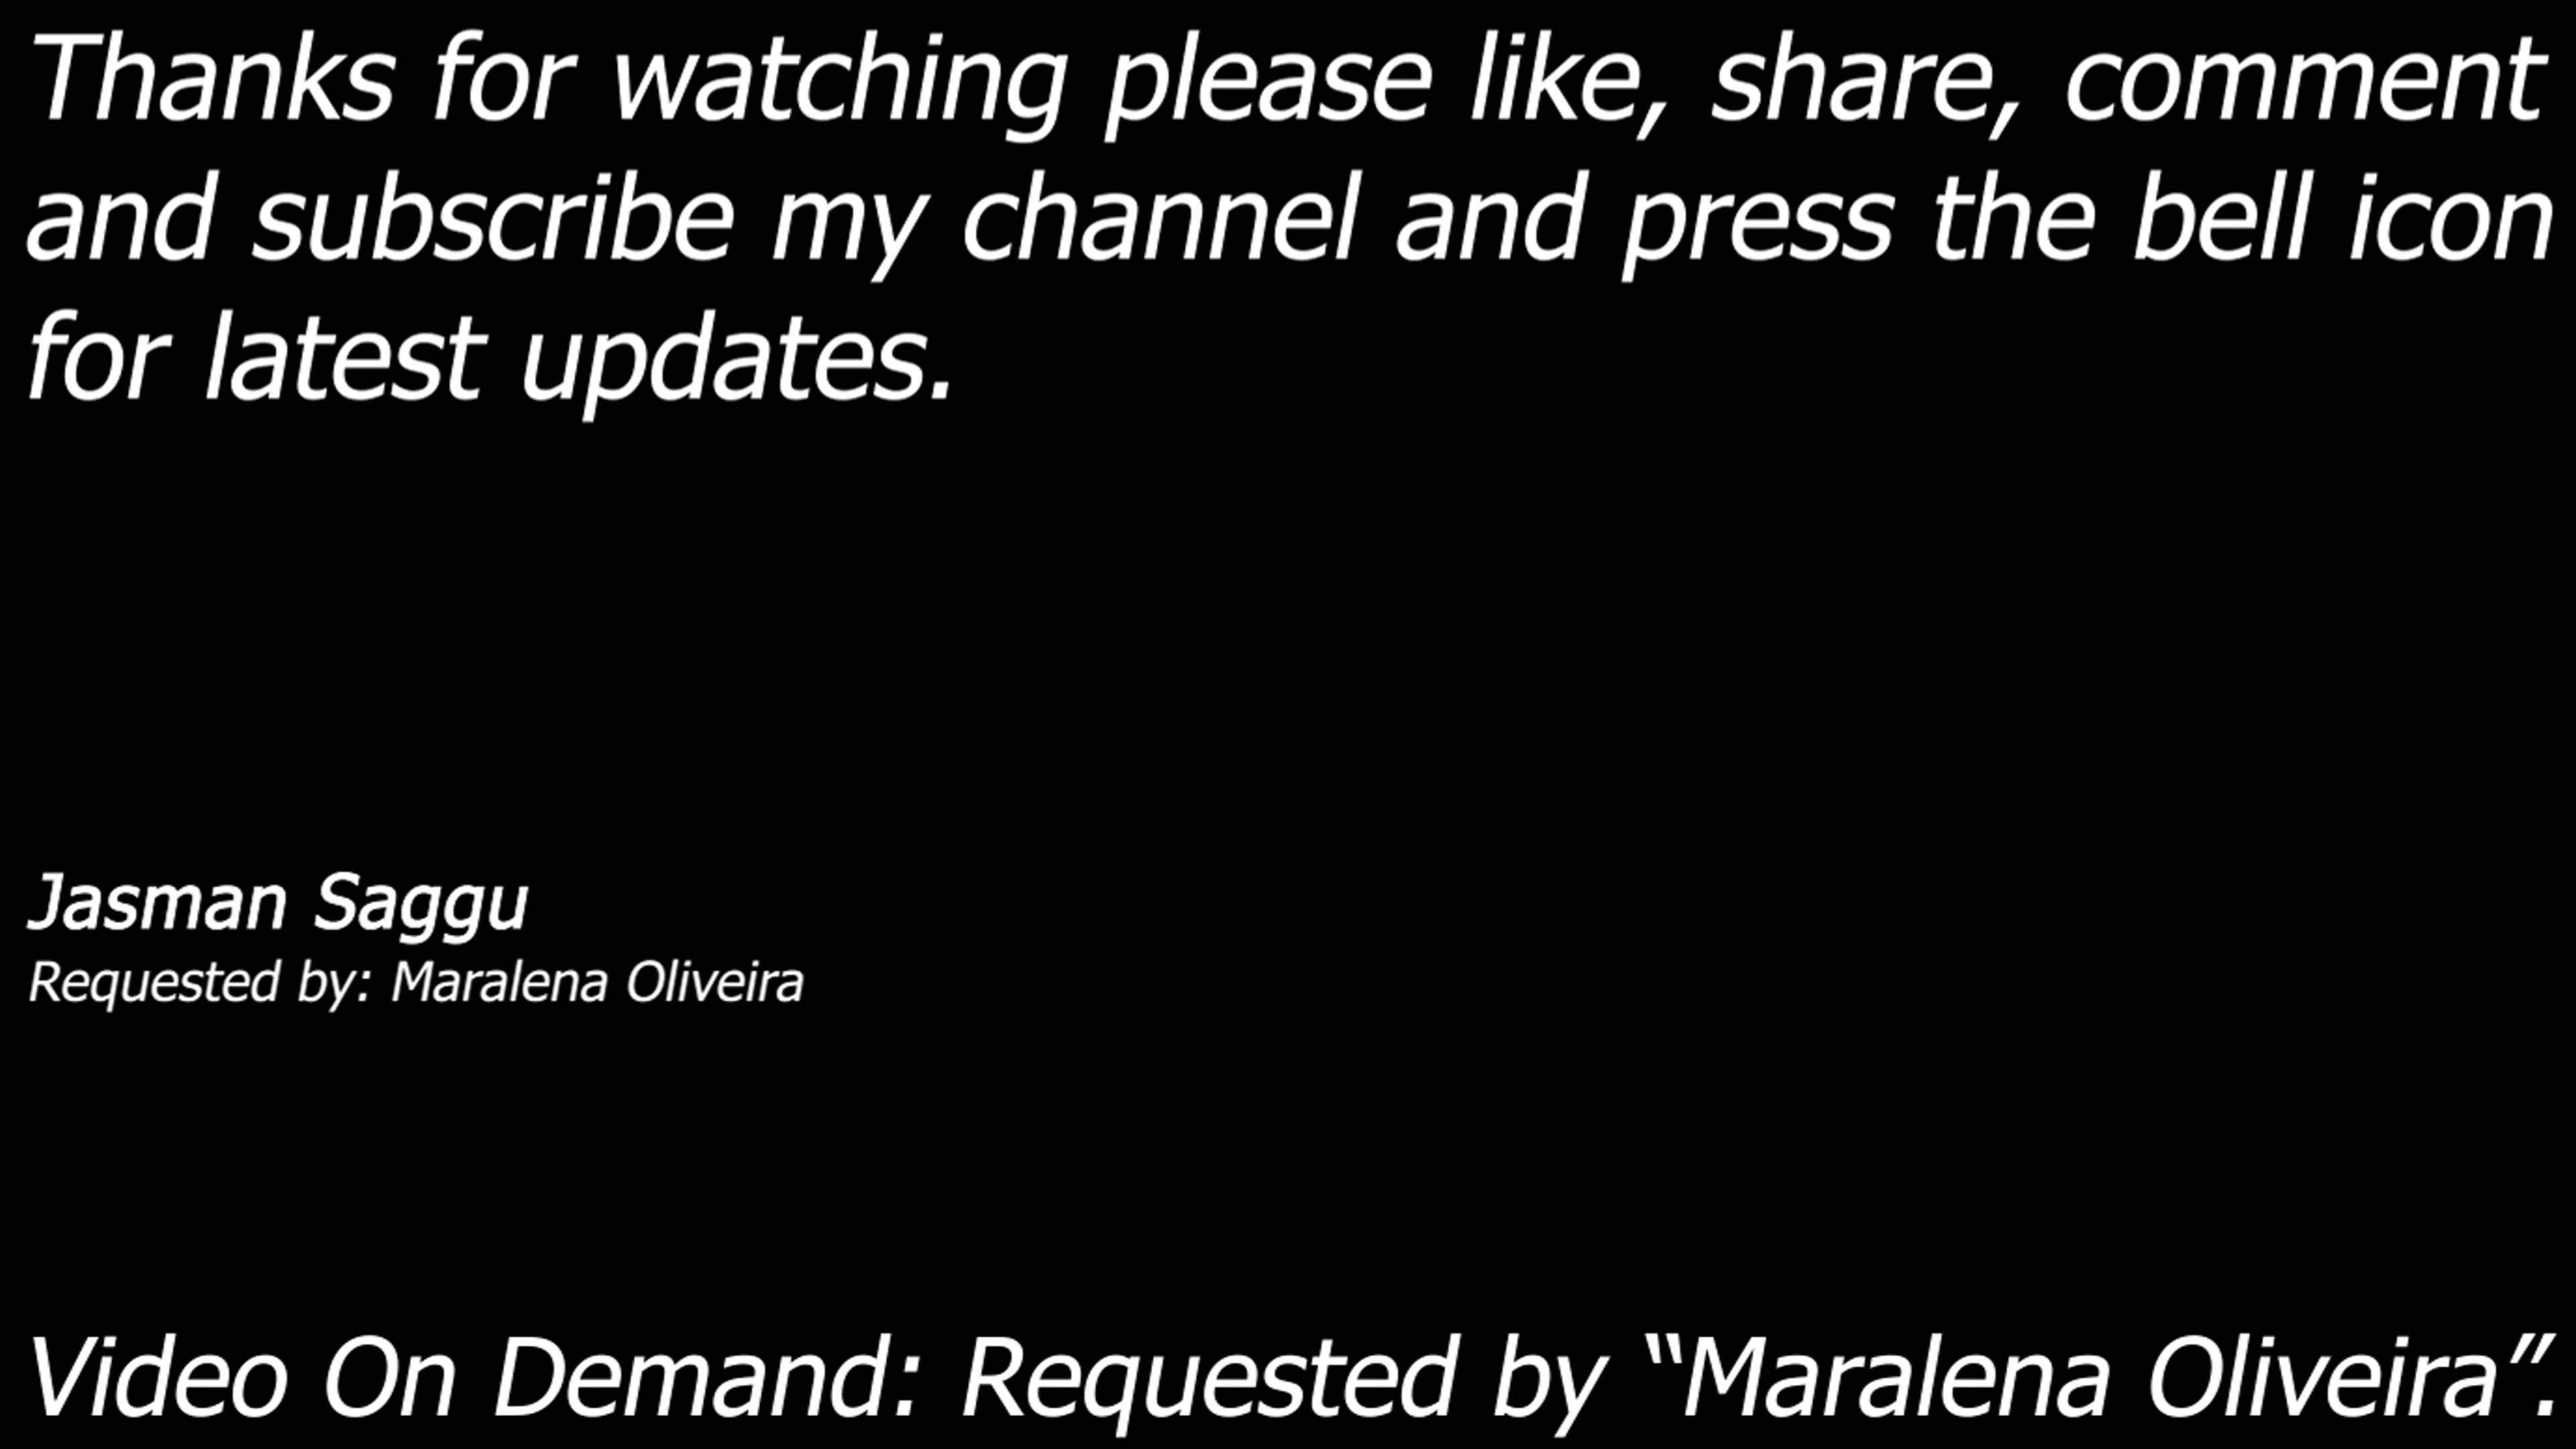 Thanks for watching please like, share, comment
and subscribe my channel and press the bell icon
for latest updates.
Jasman Saggu
Requested by: Maralena Oliveira
Video On Demand: Requested by “Maralena Oliveira”.